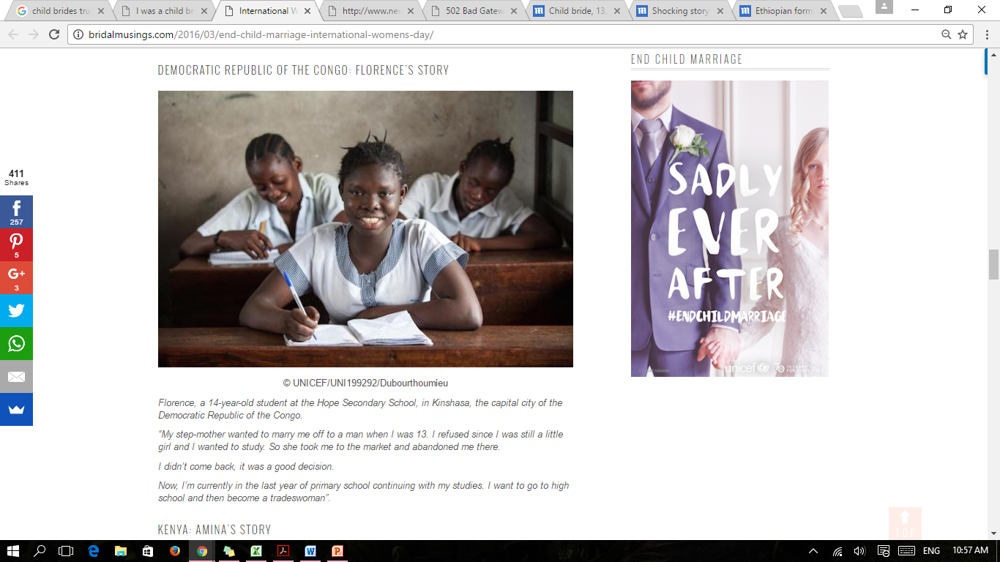 child brides tru
I was a child br
International W
http://www.nev
502 Bad Gatew
Child bride, 13,
Shocking story
Ethiopian form
bridalmusings.com/2016/03/end-child-marriage-international-womens-day/
DEMOCRATIC REPUBLIC OF THE CONGO: FLORENCE'S STORY
411
Shares
257
5
G+
3
© UNICEF/UNI199292/Dubourthoumieu
Florence, a 14-year-old student at the Hope Secondary School, in Kinshasa, the capital city of the
Democratic Republic of the Congo.
“My step-mother wanted to marry me off to a man when I was 13. I refused since I was still a little
girl and I wanted to study. So she took me to the market and abandoned me there.
I didn’t come back, it was a good decision.
Now, I’m currently in the last year of primary school continuing with my studies. I want to go to high
school and then become a tradeswoman”.
KENYA: AMINA'S STORY
END CHILD MARRIAGE
SADLY
EVER
AFTER
#ENDCHILDMARRIAGE
unicef
70
TOP
ENG
10:57 AM